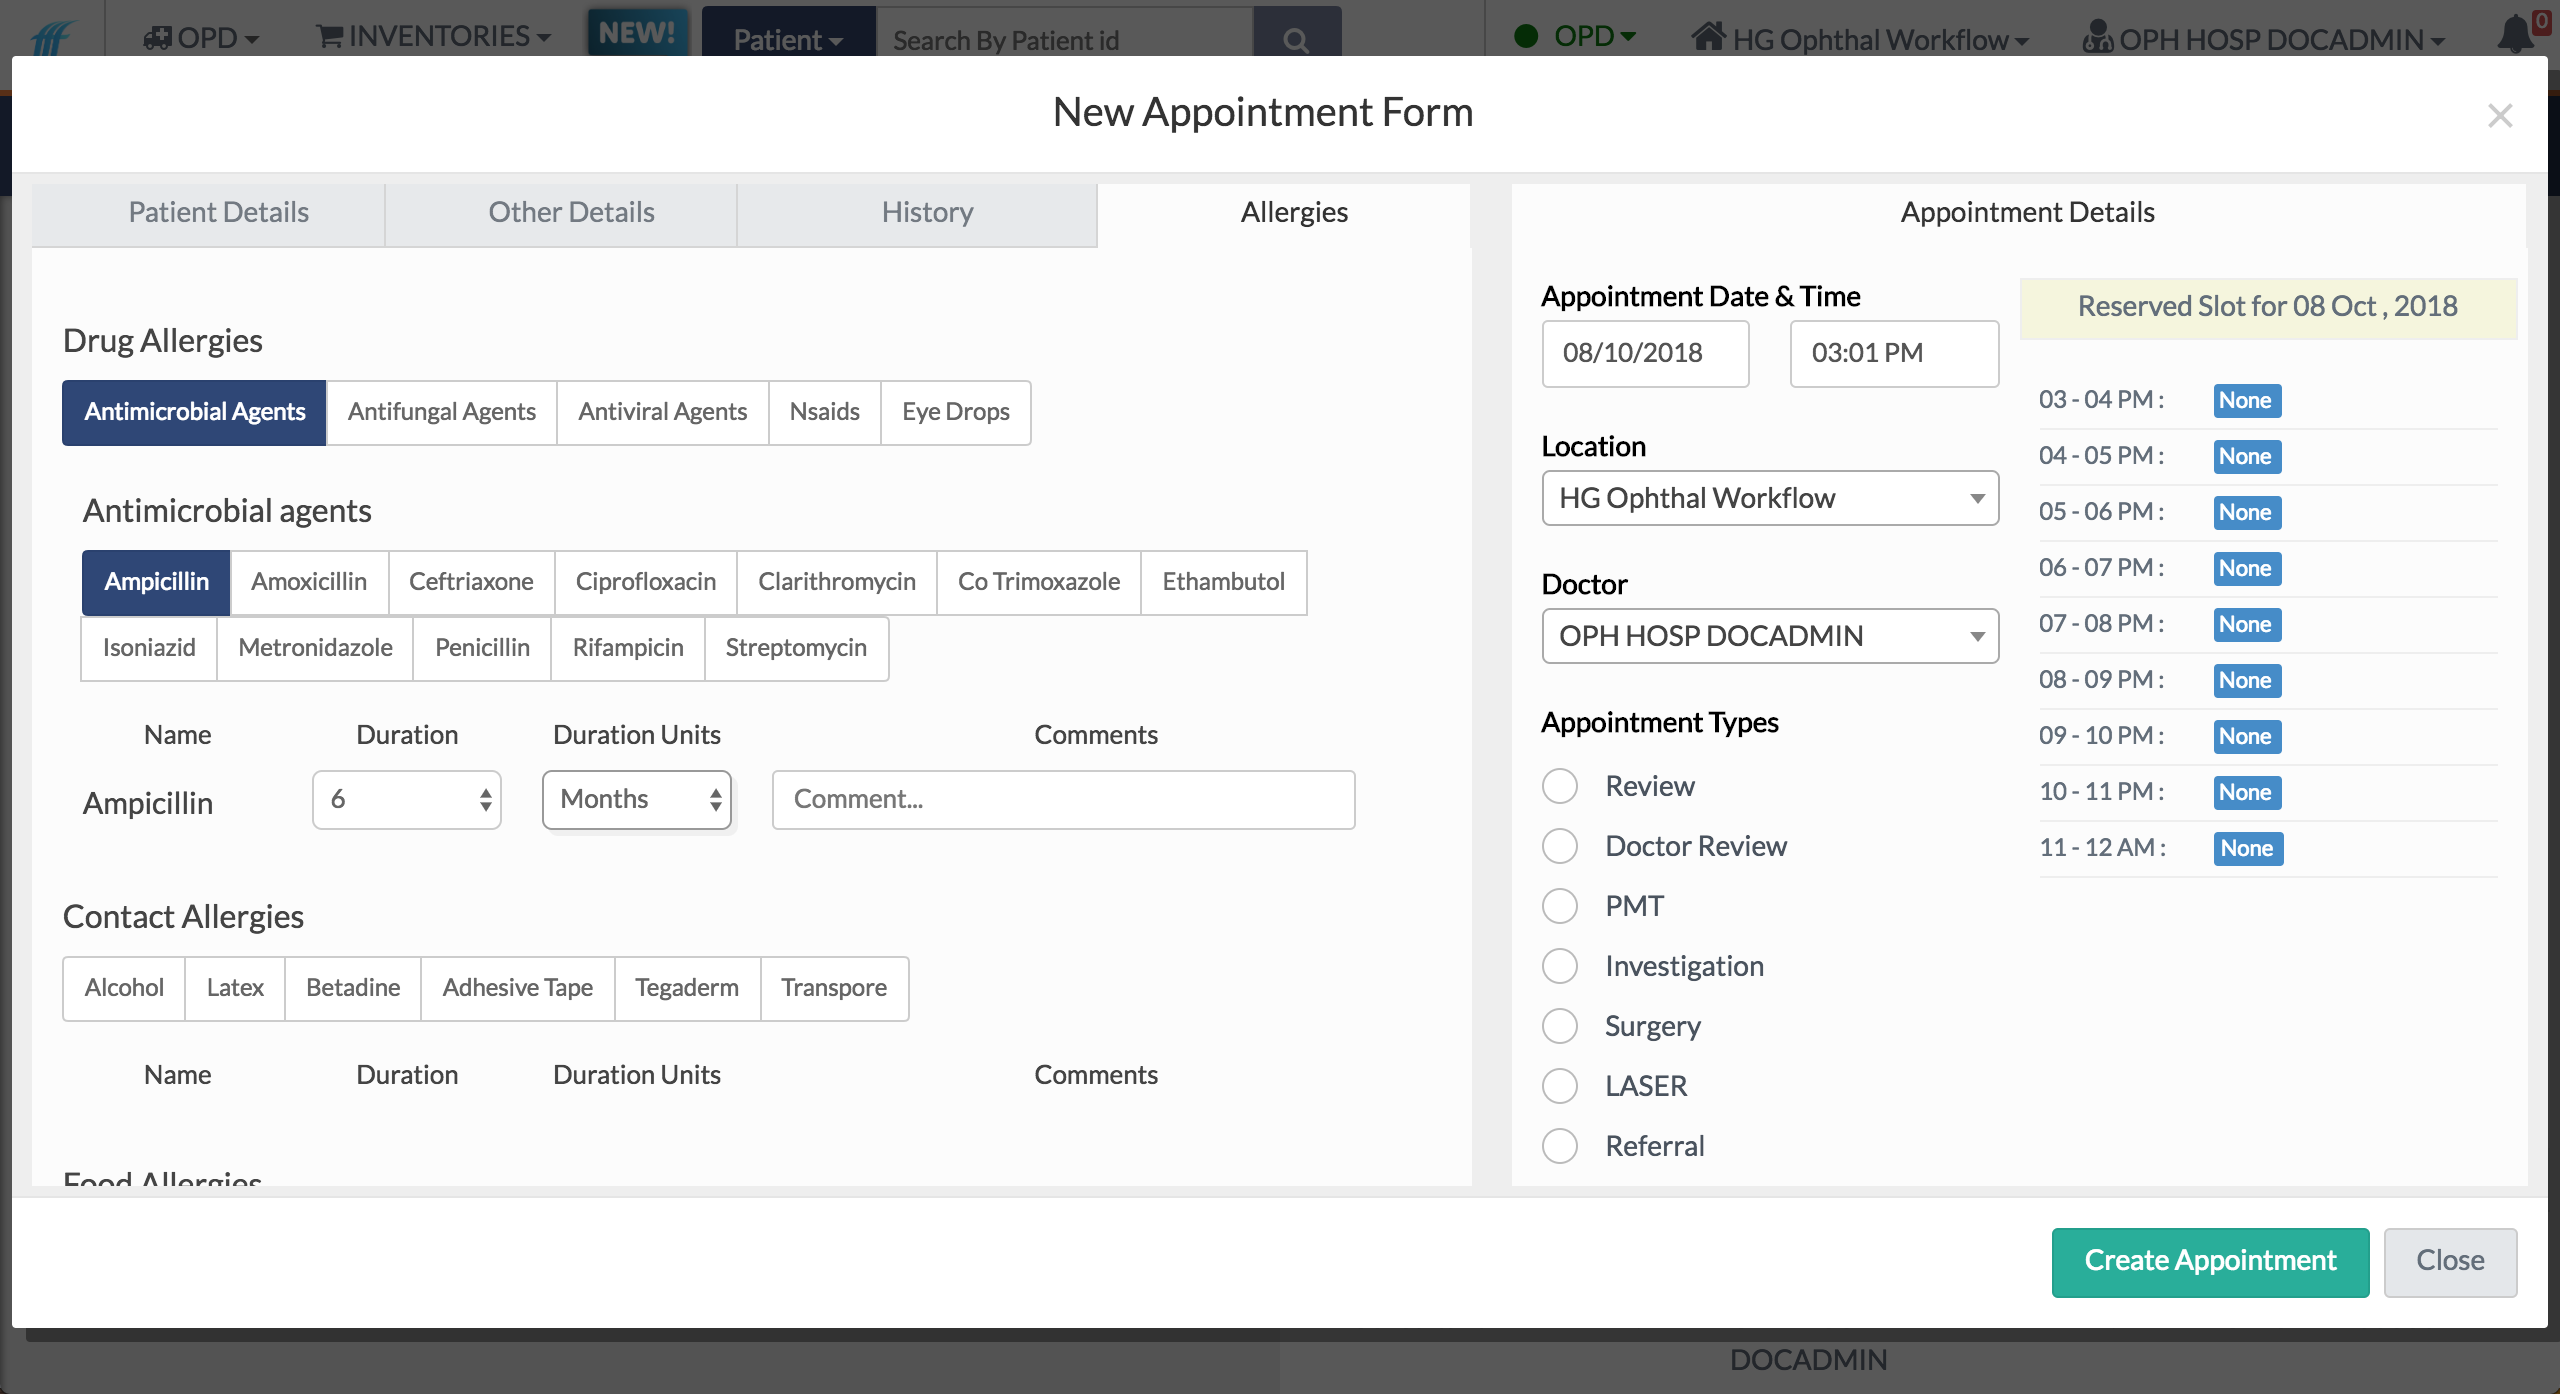 OPD INVENTORIES NEW! Patient Search By Patient id OPD HG Ophthal Workflow OPH HOSP DOCADMIN 0
New Appointment Form ×
Patient Details Other Details History Allergies
Drug Allergies
Antimicrobial Agents Antifungal Agents Antiviral Agents Nsaids Eye Drops
Antimicrobial agents
Ampicillin Amoxicillin Ceftriaxone Ciprofloxacin Clarithromycin Co Trimoxazole Ethambutol
Isoniazid Metronidazole Penicillin Rifampicin Streptomycin
Name Duration Duration Units Comments
Ampicillin 6 Months Comment...
Contact Allergies
Alcohol Latex Betadine Adhesive Tape Tegaderm Transpore
Name Duration Duration Units Comments
Food Allergies
Appointment Details
Appointment Date & Time
08/10/2018 03:01 PM
Location
HG Ophthal Workflow
Doctor
OPH HOSP DOCADMIN
Appointment Types
Review
Doctor Review
PMT
Investigation
Surgery
LASER
Referral
Reserved Slot for 08 Oct , 2018
03 - 04 PM : None
04 - 05 PM : None
05 - 06 PM : None
06 - 07 PM : None
07 - 08 PM : None
08 - 09 PM : None
09 - 10 PM : None
10 - 11 PM : None
11 - 12 AM : None
Create Appointment Close
DOCADMIN